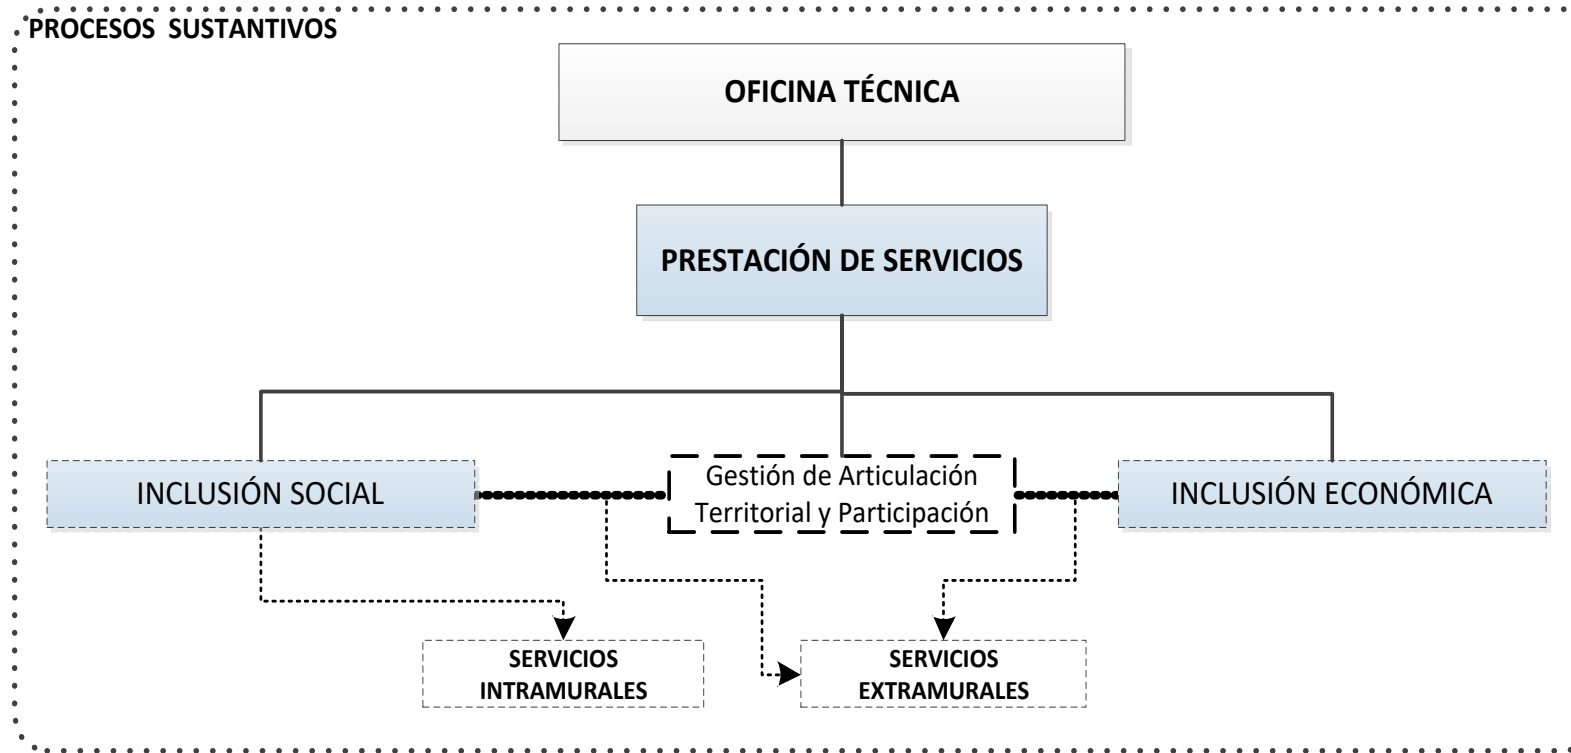 PROCESOS SUSTANTIVOS
OFICINA TÉCNICA
PRESTACIÓN DE SERVICIOS
INCLUSIÓN SOCIAL
Gestión de Articulación
Territorial y Participación
INCLUSIÓN ECONÓMICA
SERVICIOS
INTRAMURALES
SERVICIOS
EXTRAMURALES